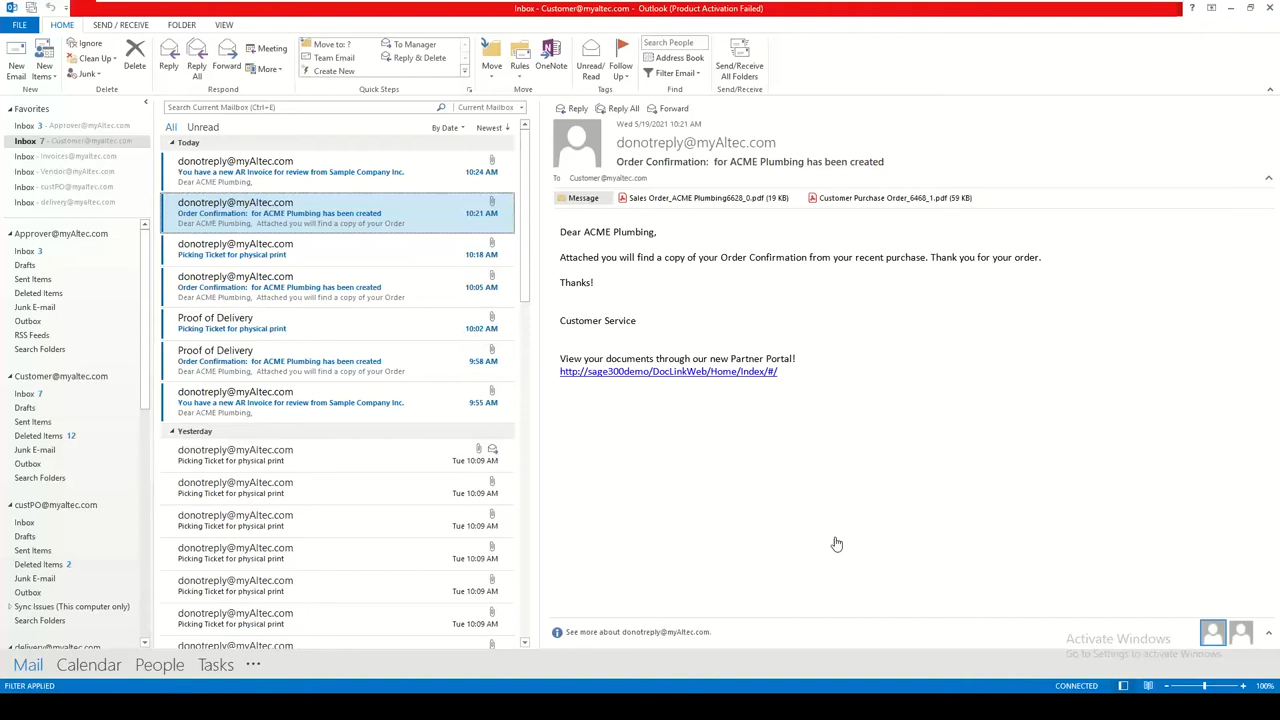 Inbox - Customer@myaltec.com - Outlook (Product Activation Failed)
FILE HOME SEND / RECEIVE FOLDER VIEW
New Email
New Items
New
Ignore
Clean Up
Junk
Delete
Delete
Reply
Reply All
Forward
Meeting
More
Respond
Move to: ?
Team Email
Create New
To Manager
Reply & Delete
Quick Steps
Move
Rules
OneNote
Move
Unread/ Read
Follow Up
Tags
Search People
Address Book
Filter Email
Find
Send/Receive All Folders
Send/Receive
Favorites
Inbox 3 - Approver@myAltec.com
Inbox 7 - Customer@myaltec.com
Inbox - Invoices@myaltec.com
Inbox - Vendor@myAltec.com
Inbox - custPO@myaltec.com
Inbox - delivery@myaltec.com
Approver@myAltec.com
Inbox 3
Drafts
Sent Items
Deleted Items
Junk E-mail
Outbox
RSS Feeds
Search Folders
Customer@myaltec.com
Inbox 7
Drafts
Sent Items
Deleted Items 12
Junk E-mail
Outbox
Search Folders
custPO@myaltec.com
Inbox
Drafts
Sent Items
Deleted Items 2
Junk E-mail
Outbox
Sync Issues (This computer only)
Search Folders
delivery@myaltec.com
Search Current Mailbox (Ctrl+E) Current Mailbox
All Unread By Date Newest
Today
donotreply@myAltec.com
You have a new AR Invoice for review from Sample Company Inc. 10:24 AM
Dear ACME Plumbing,
donotreply@myAltec.com
Order Confirmation: for ACME Plumbing has been created 10:21 AM
Dear ACME Plumbing, Attached you will find a copy of your Order
donotreply@myAltec.com
Picking Ticket for physical print 10:18 AM
donotreply@myAltec.com
Order Confirmation: for ACME Plumbing has been created 10:05 AM
Dear ACME Plumbing, Attached you will find a copy of your Order
Proof of Delivery
Picking Ticket for physical print 10:02 AM
Proof of Delivery
Order Confirmation: for ACME Plumbing has been created 9:58 AM
Dear ACME Plumbing, Attached you will find a copy of your Order
donotreply@myAltec.com
You have a new AR Invoice for review from Sample Company Inc. 9:55 AM
Dear ACME Plumbing,
Yesterday
donotreply@myAltec.com
Picking Ticket for physical print Tue 10:09 AM
donotreply@myAltec.com
Picking Ticket for physical print Tue 10:09 AM
donotreply@myAltec.com
Picking Ticket for physical print Tue 10:09 AM
donotreply@myAltec.com
Picking Ticket for physical print Tue 10:09 AM
donotreply@myAltec.com
Picking Ticket for physical print Tue 10:09 AM
donotreply@myAltec.com
Picking Ticket for physical print Tue 10:09 AM
donotreply@myAltec.com
Reply Reply All Forward
Wed 5/19/2021 10:21 AM
donotreply@myAltec.com
Order Confirmation: for ACME Plumbing has been created
To Customer@myaltec.com
Message Sales Order_ACME Plumbing6628_0.pdf (19 KB) Customer Purchase Order_6468_1.pdf (59 KB)
Dear ACME Plumbing,
Attached you will find a copy of your Order Confirmation from your recent purchase. Thank you for your order.
Thanks!
Customer Service
View your documents through our new Partner Portal!
http://sage300demo/DocLinkWeb/Home/Index/#/
See more about donotreply@myAltec.com.
Activate Windows
Go to Settings to activate Windows.
Mail Calendar People Tasks
FILTER APPLIED CONNECTED 100%